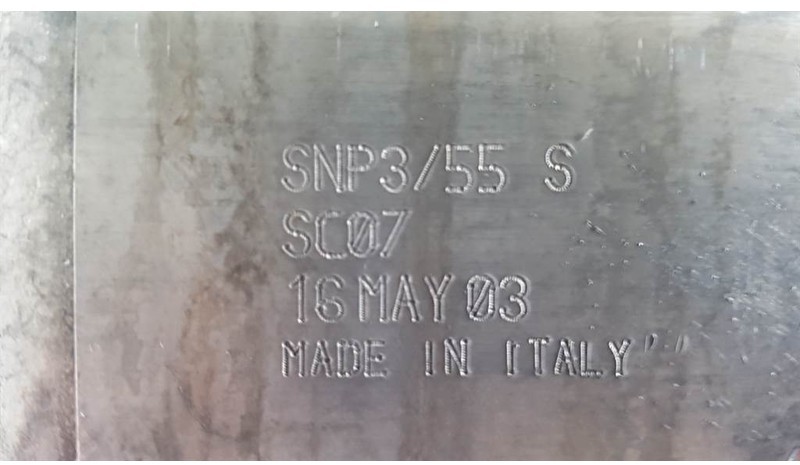 SNP3/55 S
SC07
16 MAY 03
MADE IN ITALY